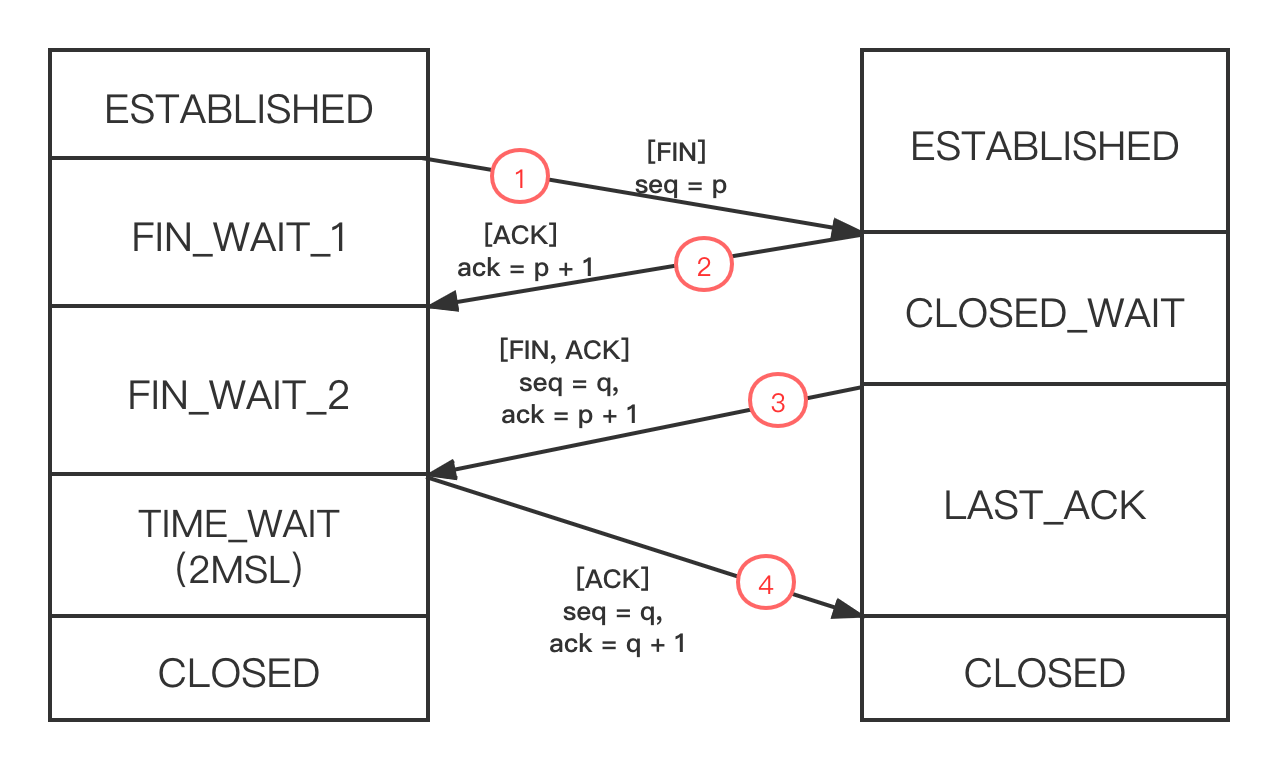 ESTABLISHED
FIN_WAIT_1
FIN_WAIT_2
TIME_WAIT
(2MSL)
CLOSED
1
[FIN]
seq = p
[ACK]
ack = p + 1
2
[FIN, ACK]
seq = q,
ack = p + 1
3
[ACK]
seq = q,
ack = q + 1
4
ESTABLISHED
CLOSED_WAIT
LAST_ACK
CLOSED